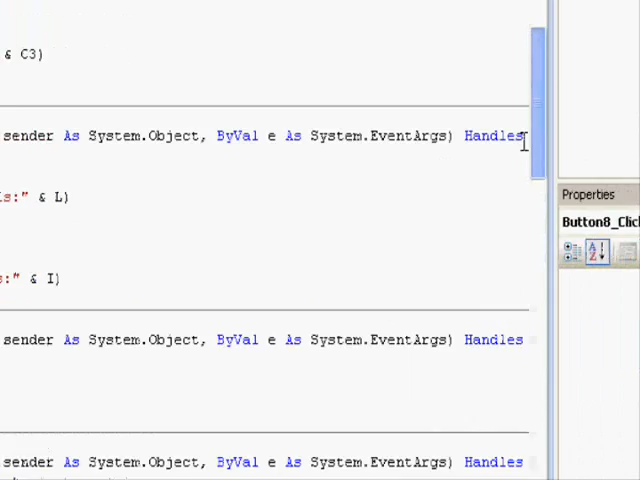 & C3)
sender As System.Object, ByVal e As System.EventArgs) Handles
s:" & L)
s:" & I)
sender As System.Object, ByVal e As System.EventArgs) Handles
sender As System.Object, ByVal e As System.EventArgs) Handles
Properties
Button8_Clic